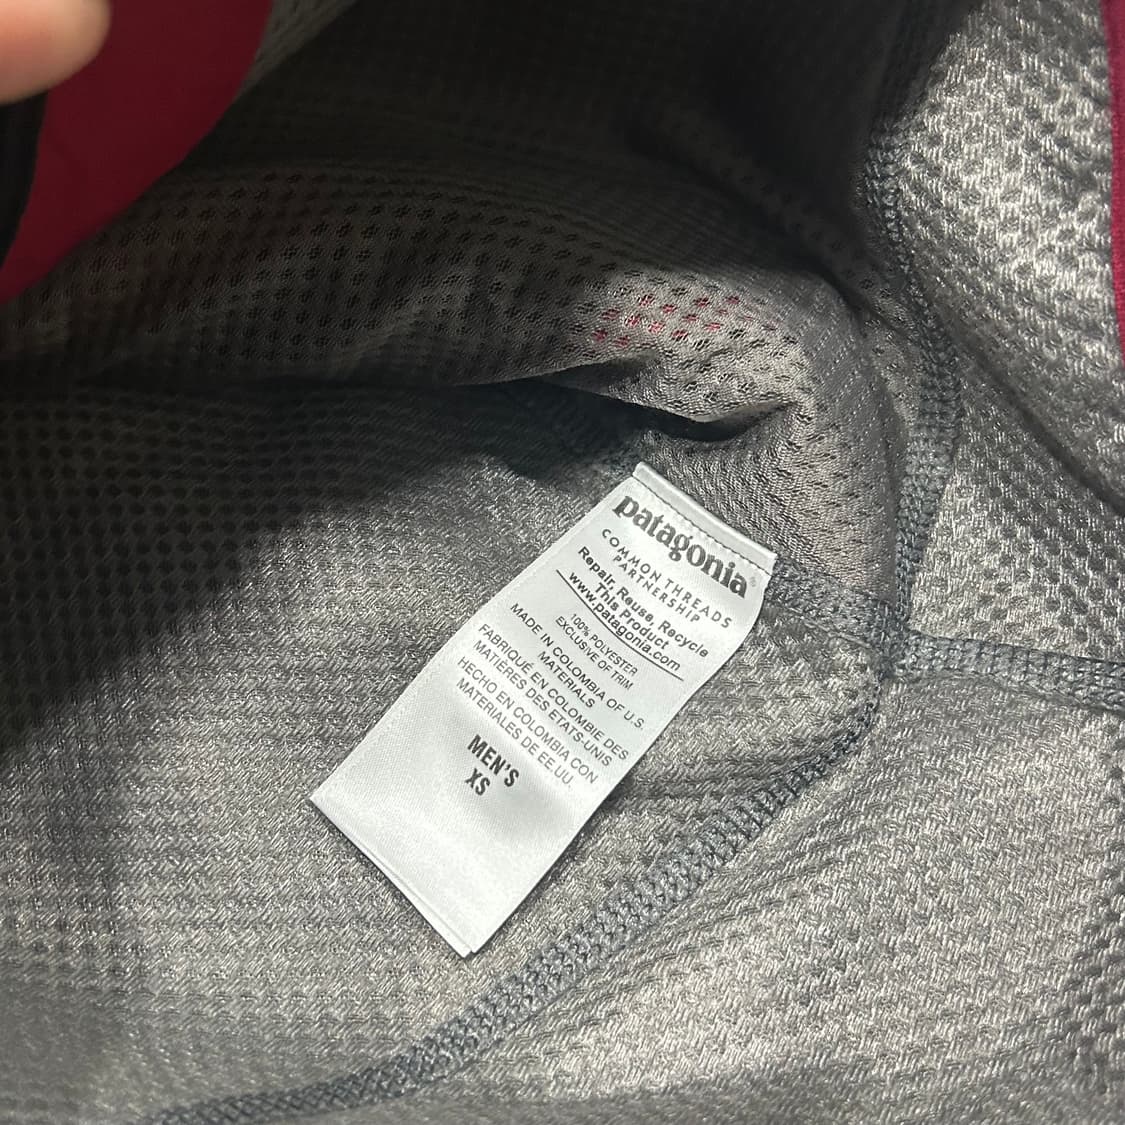 patagonia®
COMMON THREADS
PARTNERSHIP
Repair, Reuse, Recycle
This Product
www.patagonia.com
100% POLYESTER
EXCLUSIVE OF TRIM
MADE IN COLOMBIA OF U.S.
MATERIALS
FABRIQUÉ EN COLOMBIE DES
MATIÈRES DES ETATS-UNIS
HECHO EN COLOMBIA CON
MATERIALES DE EE.UU.
MEN'S
XS